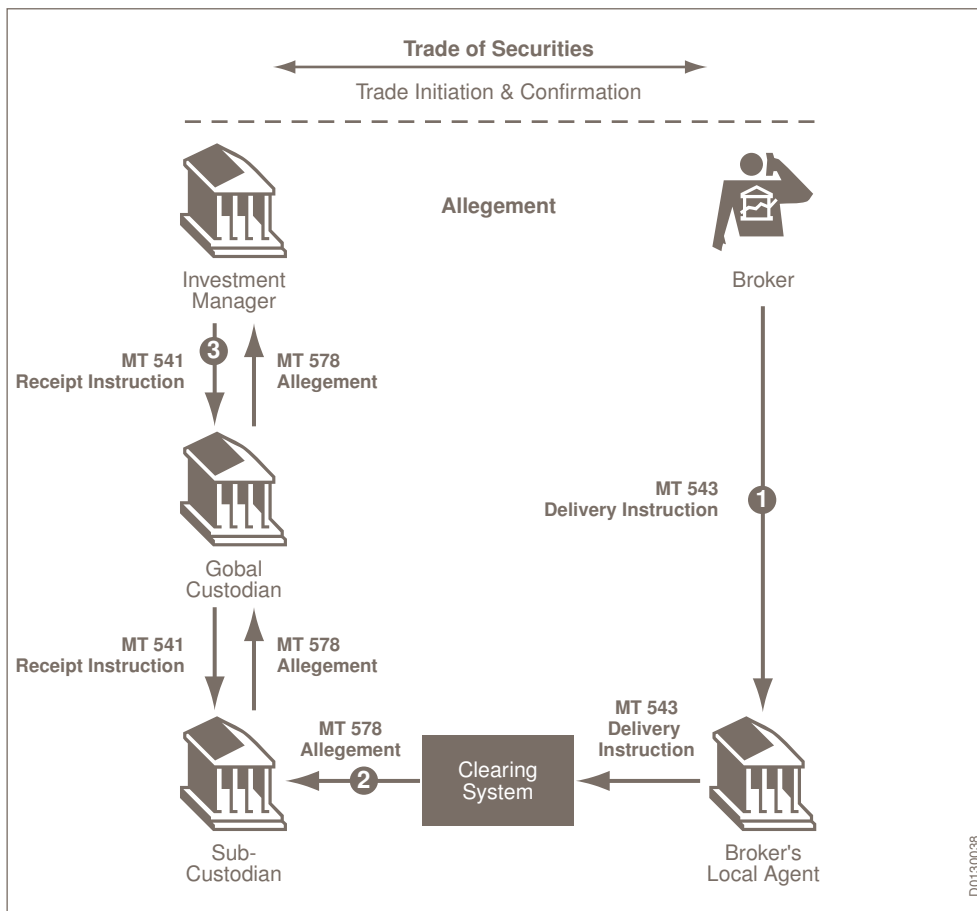 Trade of Securities
Trade Initiation & Confirmation
Allegement
Investment
Manager
Broker
3
MT 541
Receipt Instruction
MT 578
Allegement
MT 543
Delivery Instruction
1
Gobal
Custodian
MT 541
Receipt Instruction
MT 578
Allegement
MT 578
Allegement
2
Clearing
System
MT 543
Delivery
Instruction
Sub-
Custodian
Broker's
Local Agent
D0130038